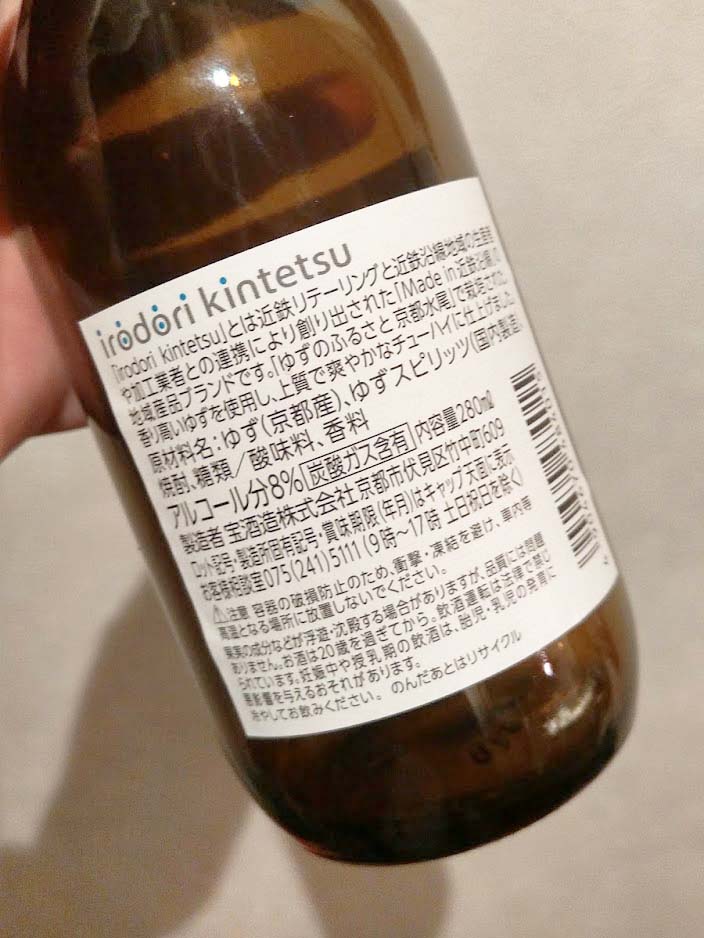 irodori kintetsu
「irodori kintetsu」とは近鉄リテーリングと近鉄沿線地域の生産者
や加工業者との連携により創り出された「Made in 近鉄沿線」の
地域産品ブランドです。「ゆずのふるさと 京都水尾」で栽培された
香り高いゆずを使用し、上質で爽やかなチューハイに仕上げました。
原材料名：ゆず(京都産)、ゆずスピリッツ(国内製造)、
焼酎、糖類／酸味料、香料
アルコール分8% 炭酸ガス含有 内容量280ml
製造者 宝酒造株式会社 京都市伏見区竹中町609
ロット記号・製造所固有記号・賞味期限(年月)はキャップ天面に表示
お客様相談室075(241)5111(9時〜17時 土日祝日を除く)
⚠注意 容器の破損防止のため、衝撃・凍結を避け、車内等
高温となる場所に放置しないでください。
果実の成分などが浮遊・沈殿する場合がありますが、品質には問題
ありません。お酒は20歳を過ぎてから。飲酒運転は法律で禁じ
られています。妊娠中や授乳期の飲酒は、胎児・乳児の発育に
悪影響を与えるおそれがあります。
冷やしてお飲みください。 のんだあとはリサイクル